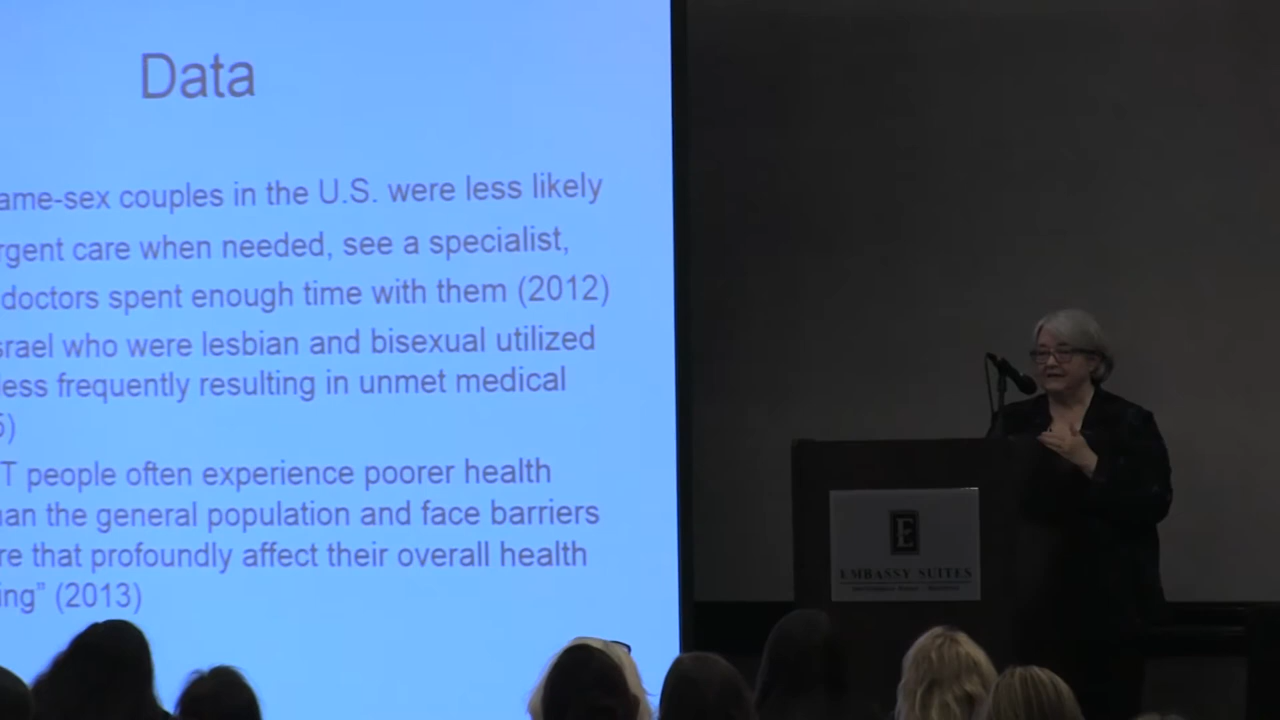 Data
ame-sex couples in the U.S. were less likely
rgent care when needed, see a specialist,
doctors spent enough time with them (2012)
srael who were lesbian and bisexual utilized
less frequently resulting in unmet medical
5)
T people often experience poorer health
han the general population and face barriers
re that profoundly affect their overall health
ing” (2013)
E
EMBASSY SUITES